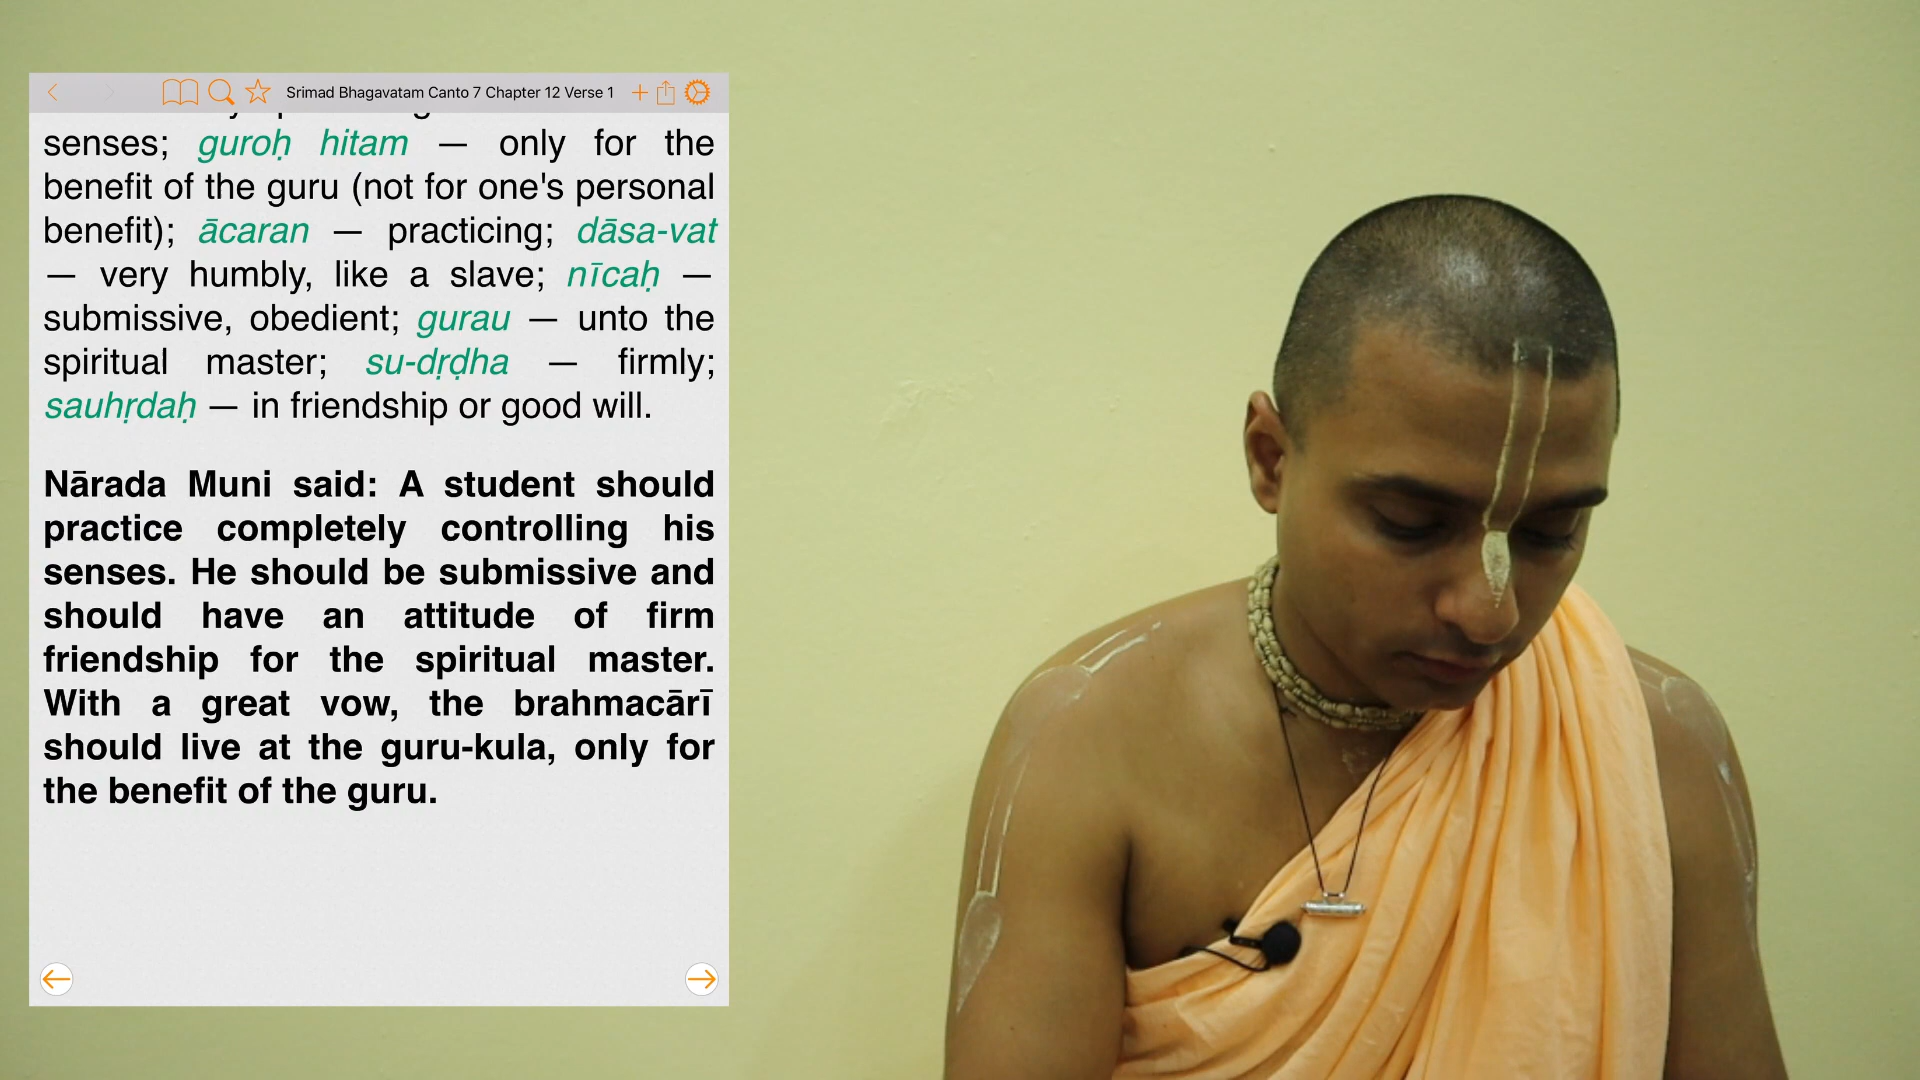 Srimad Bhagavatam Canto 7 Chapter 12 Verse 1
senses; guroḥ hitam — only for the
benefit of the guru (not for one's personal
benefit); ācaran — practicing; dāsa-vat
— very humbly, like a slave; nīcaḥ —
submissive, obedient; gurau — unto the
spiritual master; su-dṛḍha — firmly;
sauhṛdaḥ — in friendship or good will.
Nārada Muni said: A student should
practice completely controlling his
senses. He should be submissive and
should have an attitude of firm
friendship for the spiritual master.
With a great vow, the brahmacārī
should live at the guru-kula, only for
the benefit of the guru.